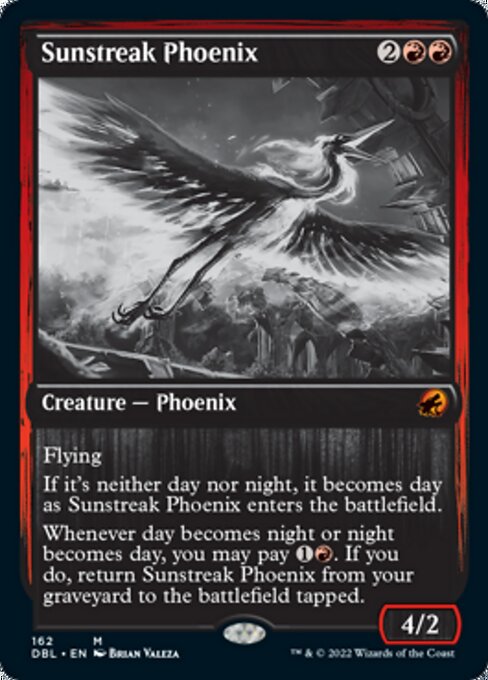 Sunstreak Phoenix 2
Creature — Phoenix
Flying
If it's neither day nor night, it becomes day
as Sunstreak Phoenix enters the battlefield.
Whenever day becomes night or night
becomes day, you may pay 1. If you
do, return Sunstreak Phoenix from your
graveyard to the battlefield tapped.
4/2
162 M
DBL • EN Brian Valeza ™ & © 2022 Wizards of the Coast